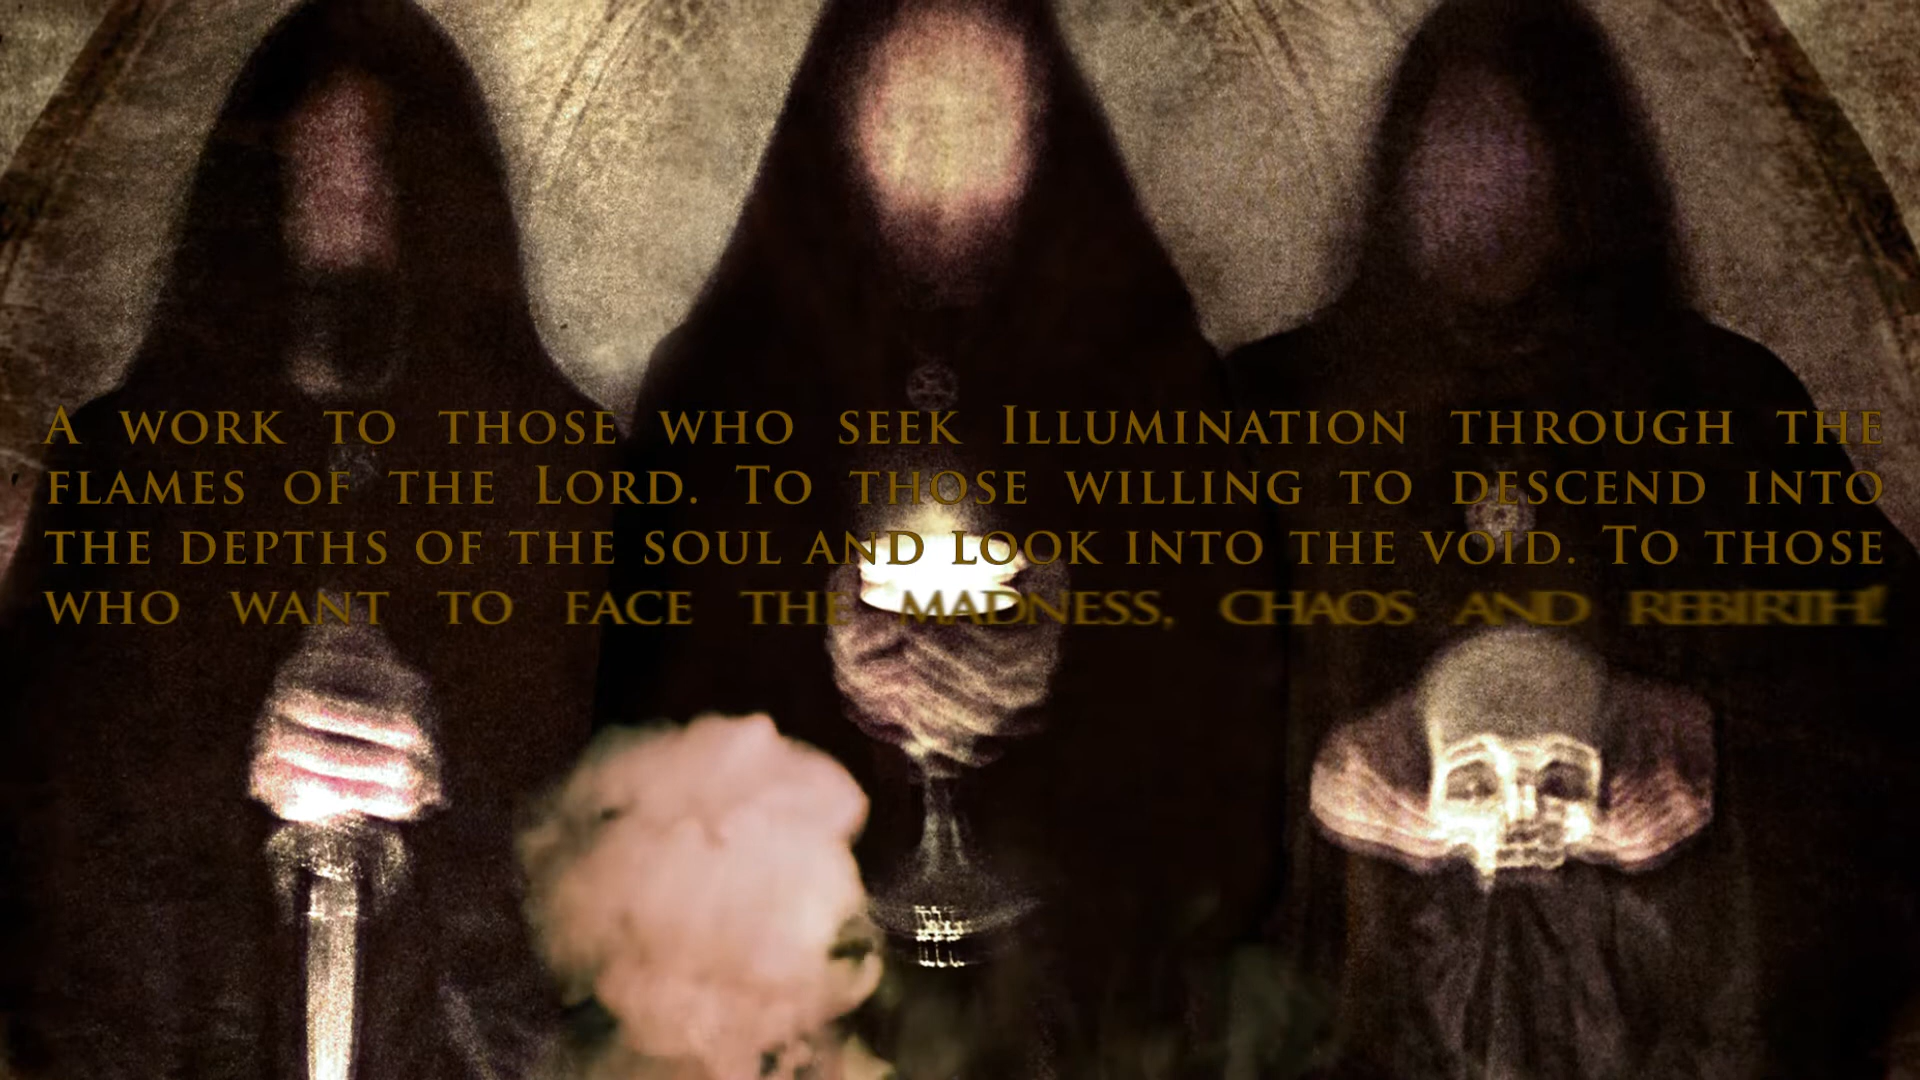 A work to those who seek Illumination through the
flames of the Lord. To those willing to descend into
the depths of the soul and look into the void. To those
who want to face the madness, chaos and rebirth!